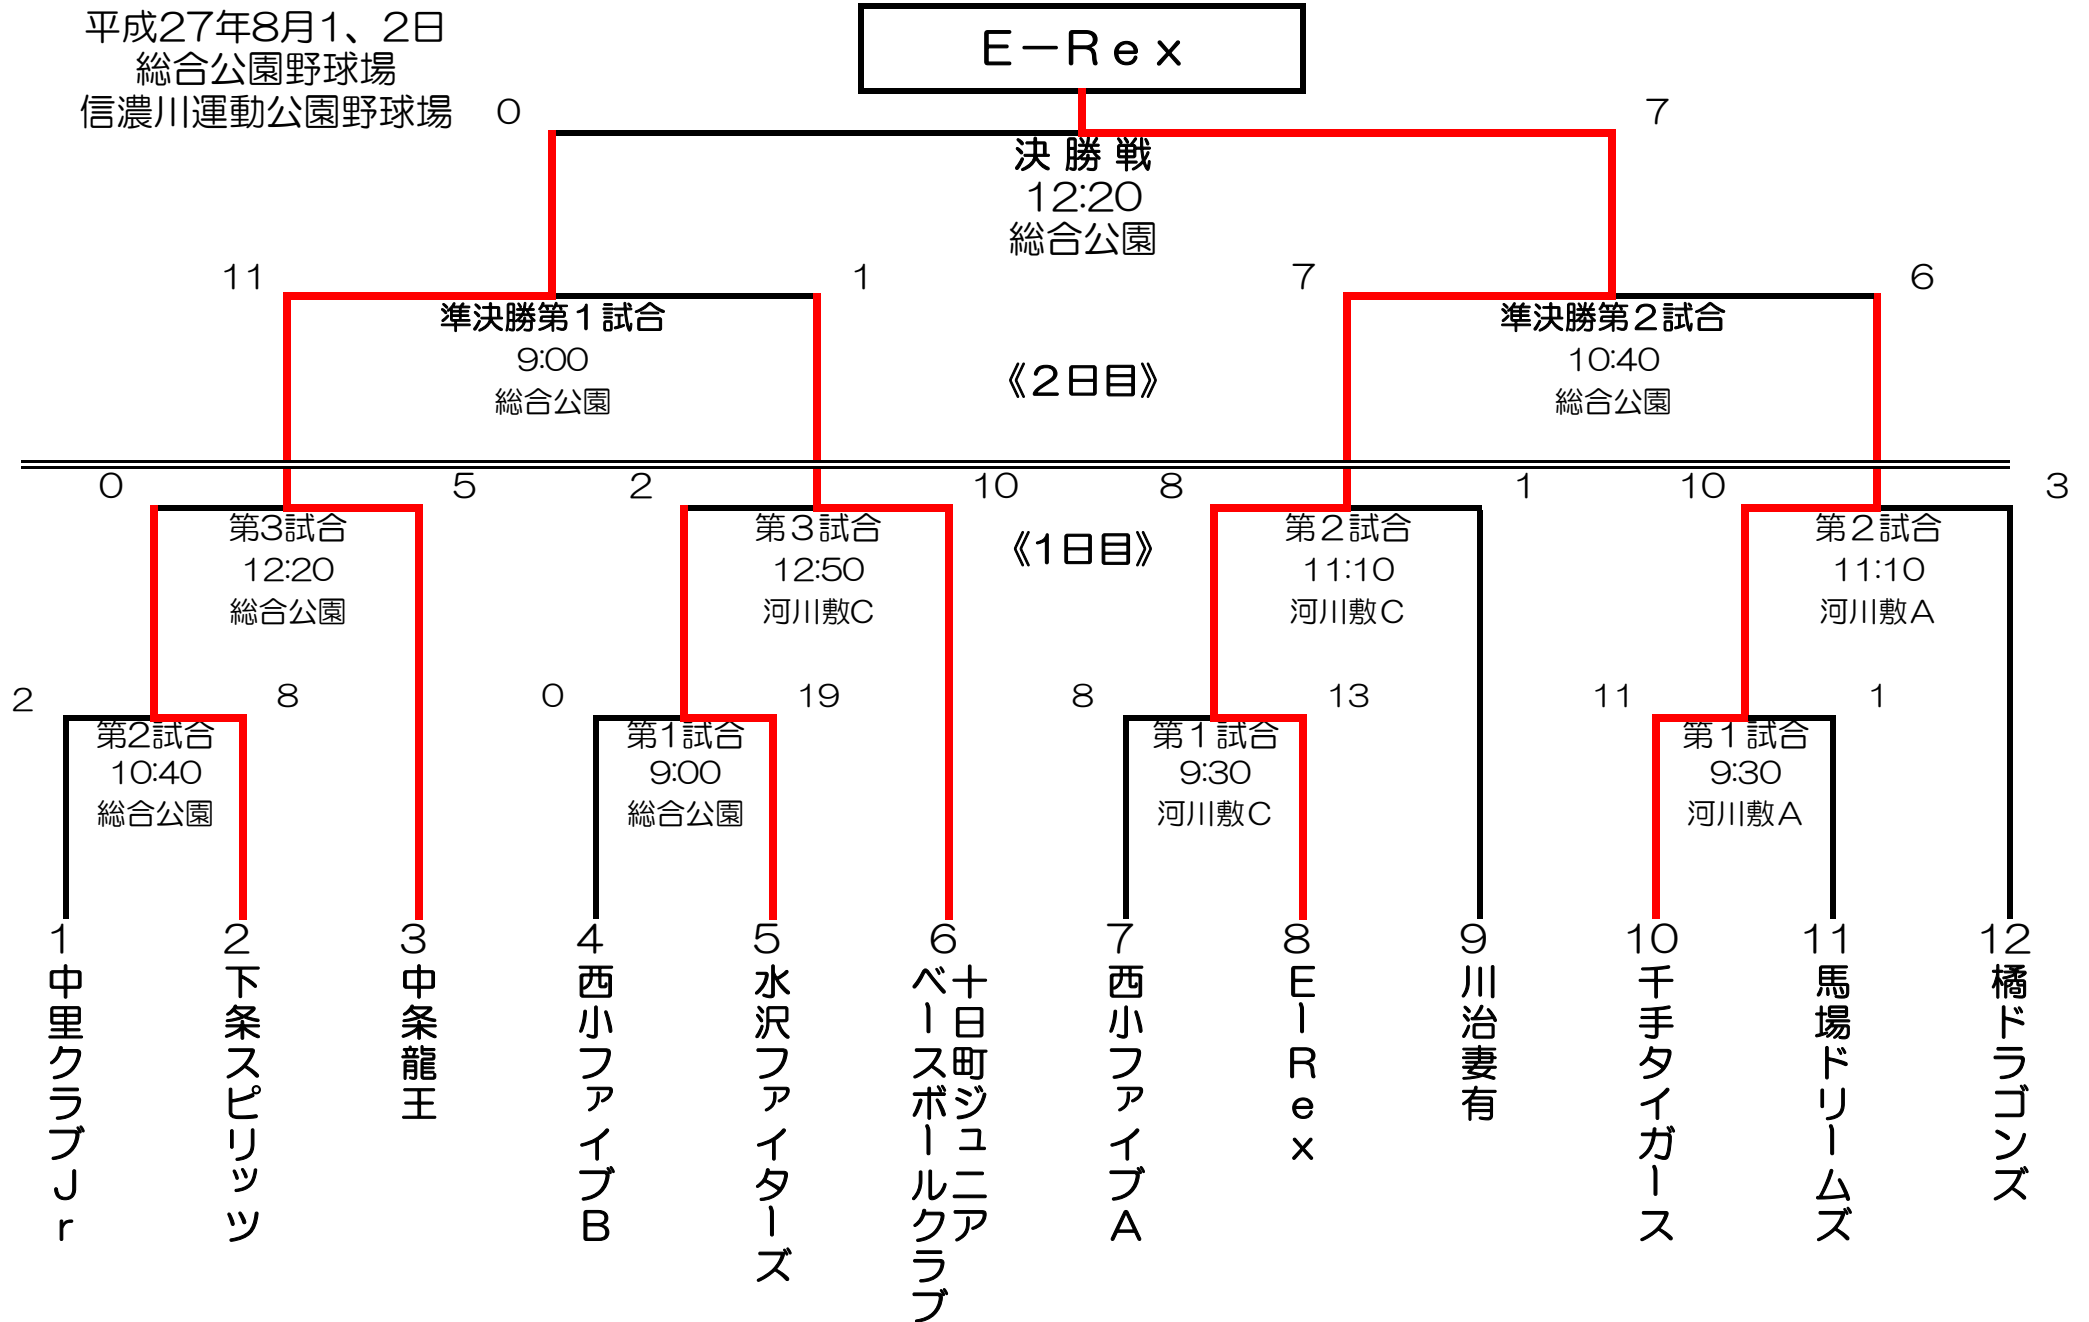 平成27年8月1、2日
総合公園野球場
信濃川運動公園野球場
E－Rex
0
7
決勝戦
12:20
総合公園
11
1
7
6
準決勝第１試合
9:00
総合公園
準決勝第２試合
10:40
総合公園
《２日目》
0
5
2
10
8
1
10
3
第3試合
12:20
総合公園
第３試合
12:50
河川敷C
《１日目》
第２試合
11:10
河川敷Ｃ
第２試合
11:10
河川敷Ａ
2
8
0
19
8
13
11
1
第2試合
10:40
総合公園
第1試合
9:00
総合公園
第１試合
9:30
河川敷Ｃ
第１試合
9:30
河川敷Ａ
1
中里クラブＪｒ
2
下条スピリッツ
3
中条龍王
4
西小ファイブＢ
5
水沢ファイターズ
6
十日町ジュニア
ベースボールクラブ
7
西小ファイブＡ
8
E－Rex
9
川治妻有
10
千手タイガース
11
馬場ドリームズ
12
橘ドラゴンズ